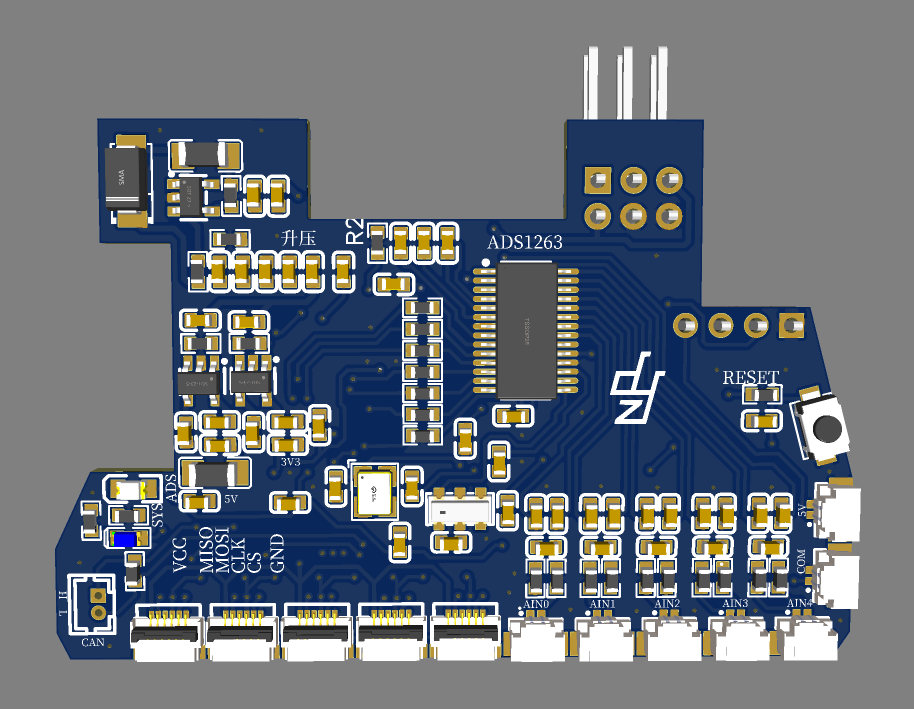 SMA
升压
R2
ADS1263
RESET
3V3
5V
ADS
SYS
VCC
MISO
MOSI
CLK
CS
GND
5V
COM
H
L
CAN
AIN0
AIN1
AIN2
AIN3
AIN4